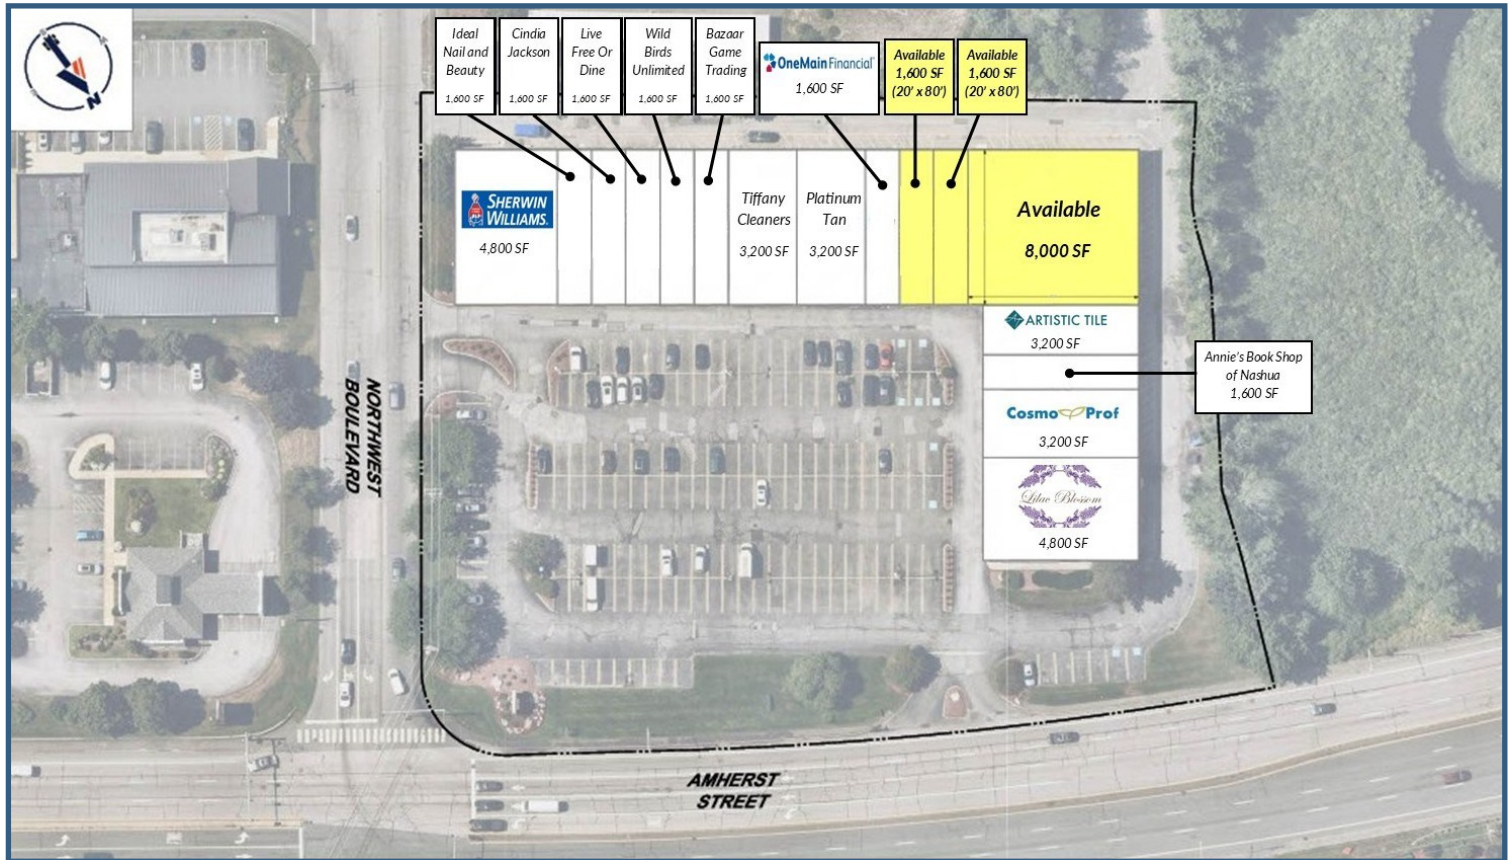 Ideal
Nail and
Beauty
1,600 SF
Cindia
Jackson
1,600 SF
Live
Free Or
Dine
1,600 SF
Wild
Birds
Unlimited
1,600 SF
Bazaar
Game
Trading
1,600 SF
OneMain Financial
1,600 SF
Available
1,600 SF
(20' x 80')
Available
1,600 SF
(20' x 80')
N
SHERWIN
WILLIAMS.
4,800 SF
Tiffany
Cleaners
3,200 SF
Platinum
Tan
3,200 SF
Available
8,000 SF
ARTISTIC TILE
3,200 SF
Annie's Book Shop
of Nashua
1,600 SF
Cosmo Prof
3,200 SF
Lilac Blossom
4,800 SF
NORTHWEST
BOULEVARD
AMHERST
STREET